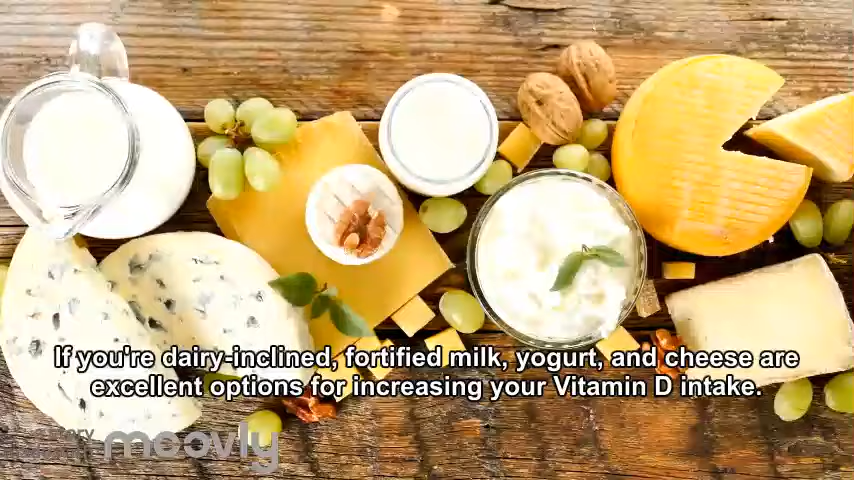 If you're dairy-inclined, fortified milk, yogurt, and cheese are
excellent options for increasing your Vitamin D intake.
moovly